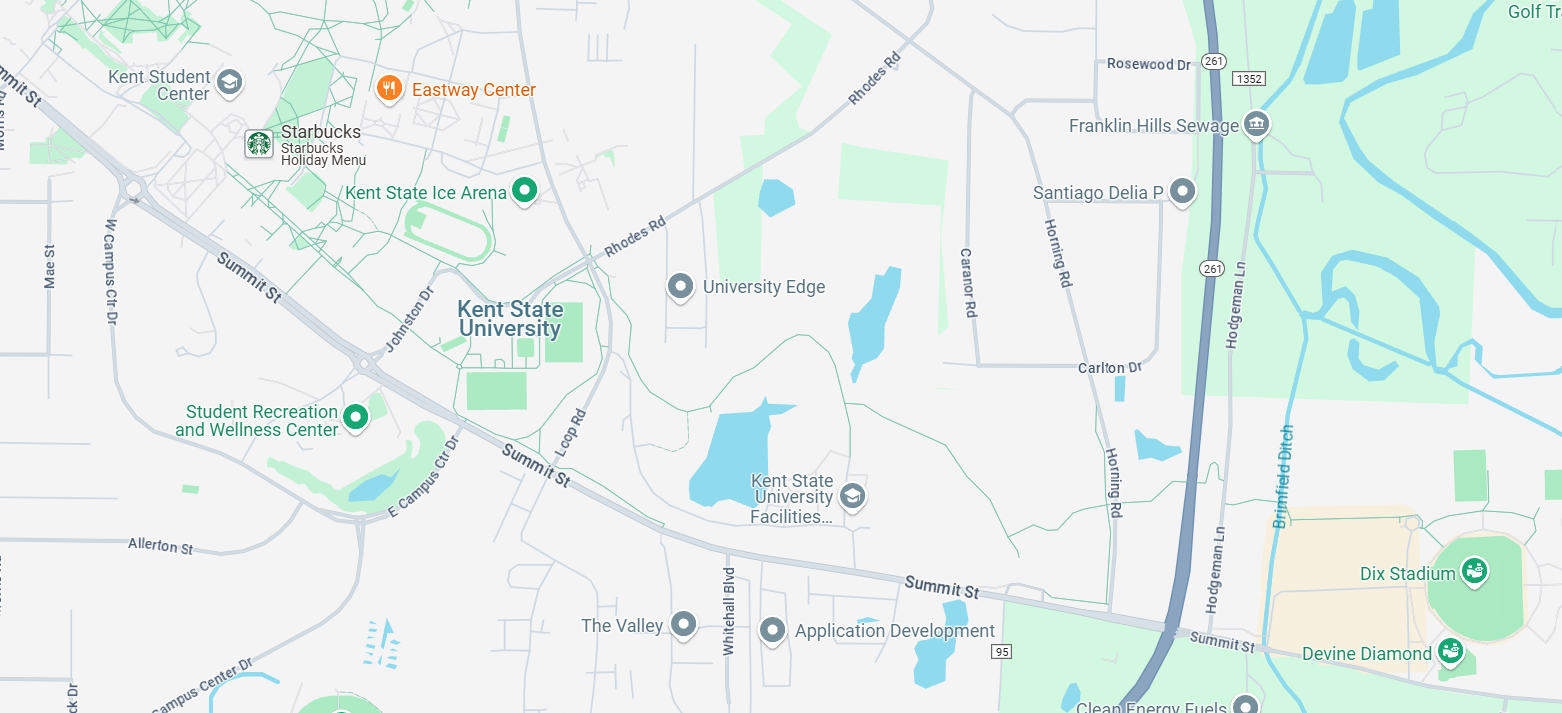 Golf Tr
Rosewood Dr
261
1352
Kent Student
Center
Summit St
Eastway Center
Rhodes Rd
Starbucks
Starbucks
Holiday Menu
Franklin Hills Sewage
Kent State Ice Arena
Santiago Delia P
Mae St
W Campus Ctr Dr
Summit St
Rhodes Rd
Horning Rd
Caranor Rd
261
Hodgeman Ln
University Edge
Johnston Dr
Kent State
University
Carlton Dr
Student Recreation
and Wellness Center
Loop Rd
E Campus Ctr Dr
Summit St
Horning Rd
Brimfield Ditch
Kent State
University
Facilities...
Allerton St
Hodgeman Ln
Dix Stadium
Summit St
Whitehall Blvd
The Valley
Application Development
95
Summit St
Devine Diamond
Campus Center Dr
ck Dr
Clean Energy Fuels